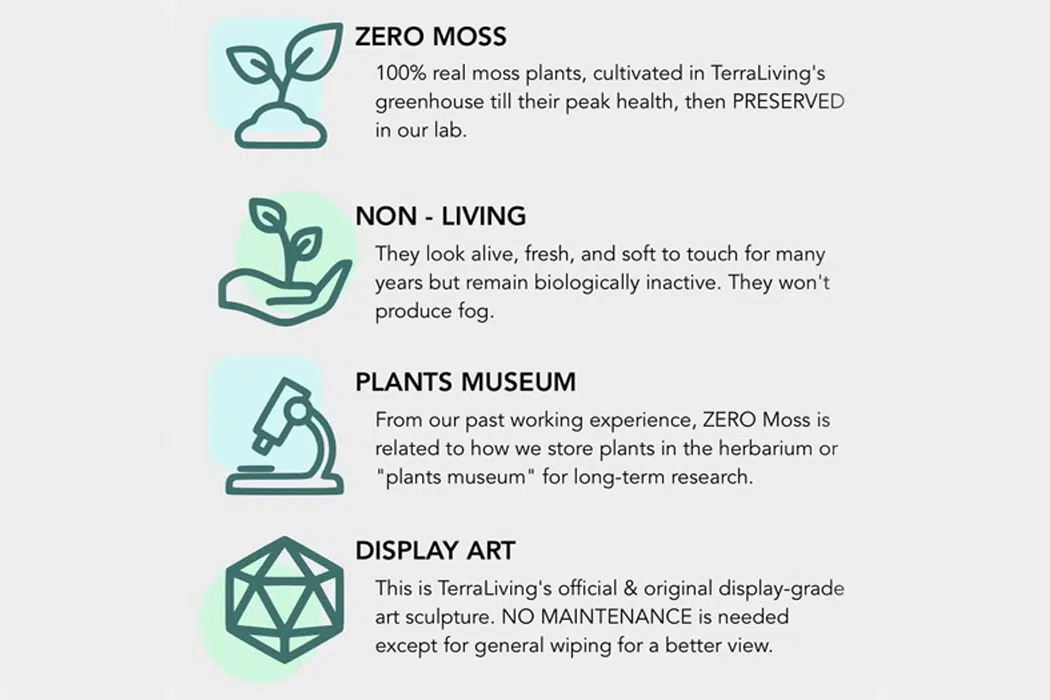 ZERO MOSS
100% real moss plants, cultivated in TerraLiving's
greenhouse till their peak health, then PRESERVED
in our lab.
NON - LIVING
They look alive, fresh, and soft to touch for many
years but remain biologically inactive. They won't
produce fog.
PLANTS MUSEUM
From our past working experience, ZERO Moss is
related to how we store plants in the herbarium or
"plants museum" for long-term research.
DISPLAY ART
This is TerraLiving's official & original display-grade
art sculpture. NO MAINTENANCE is needed
except for general wiping for a better view.